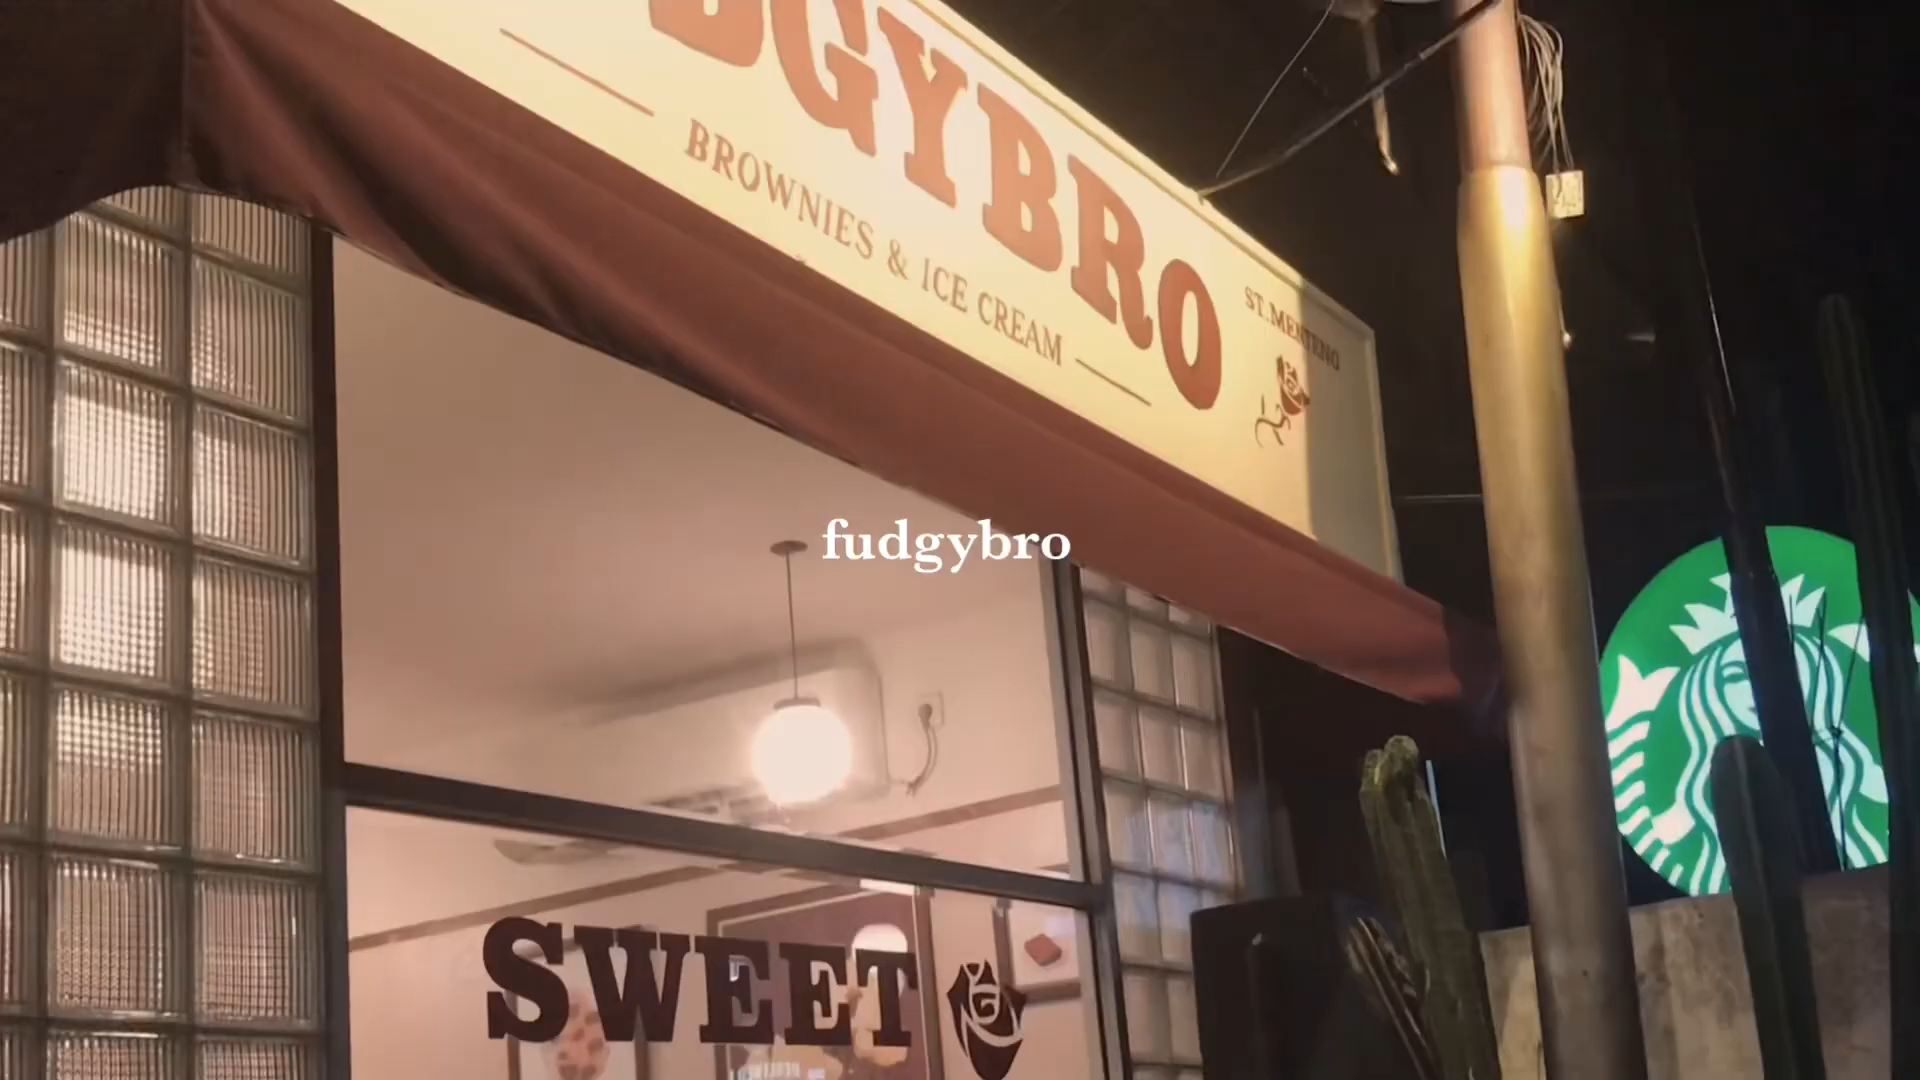 DGYBRO
BROWNIES & ICE CREAM
ST.MENTENG
fudgybro
SWEET